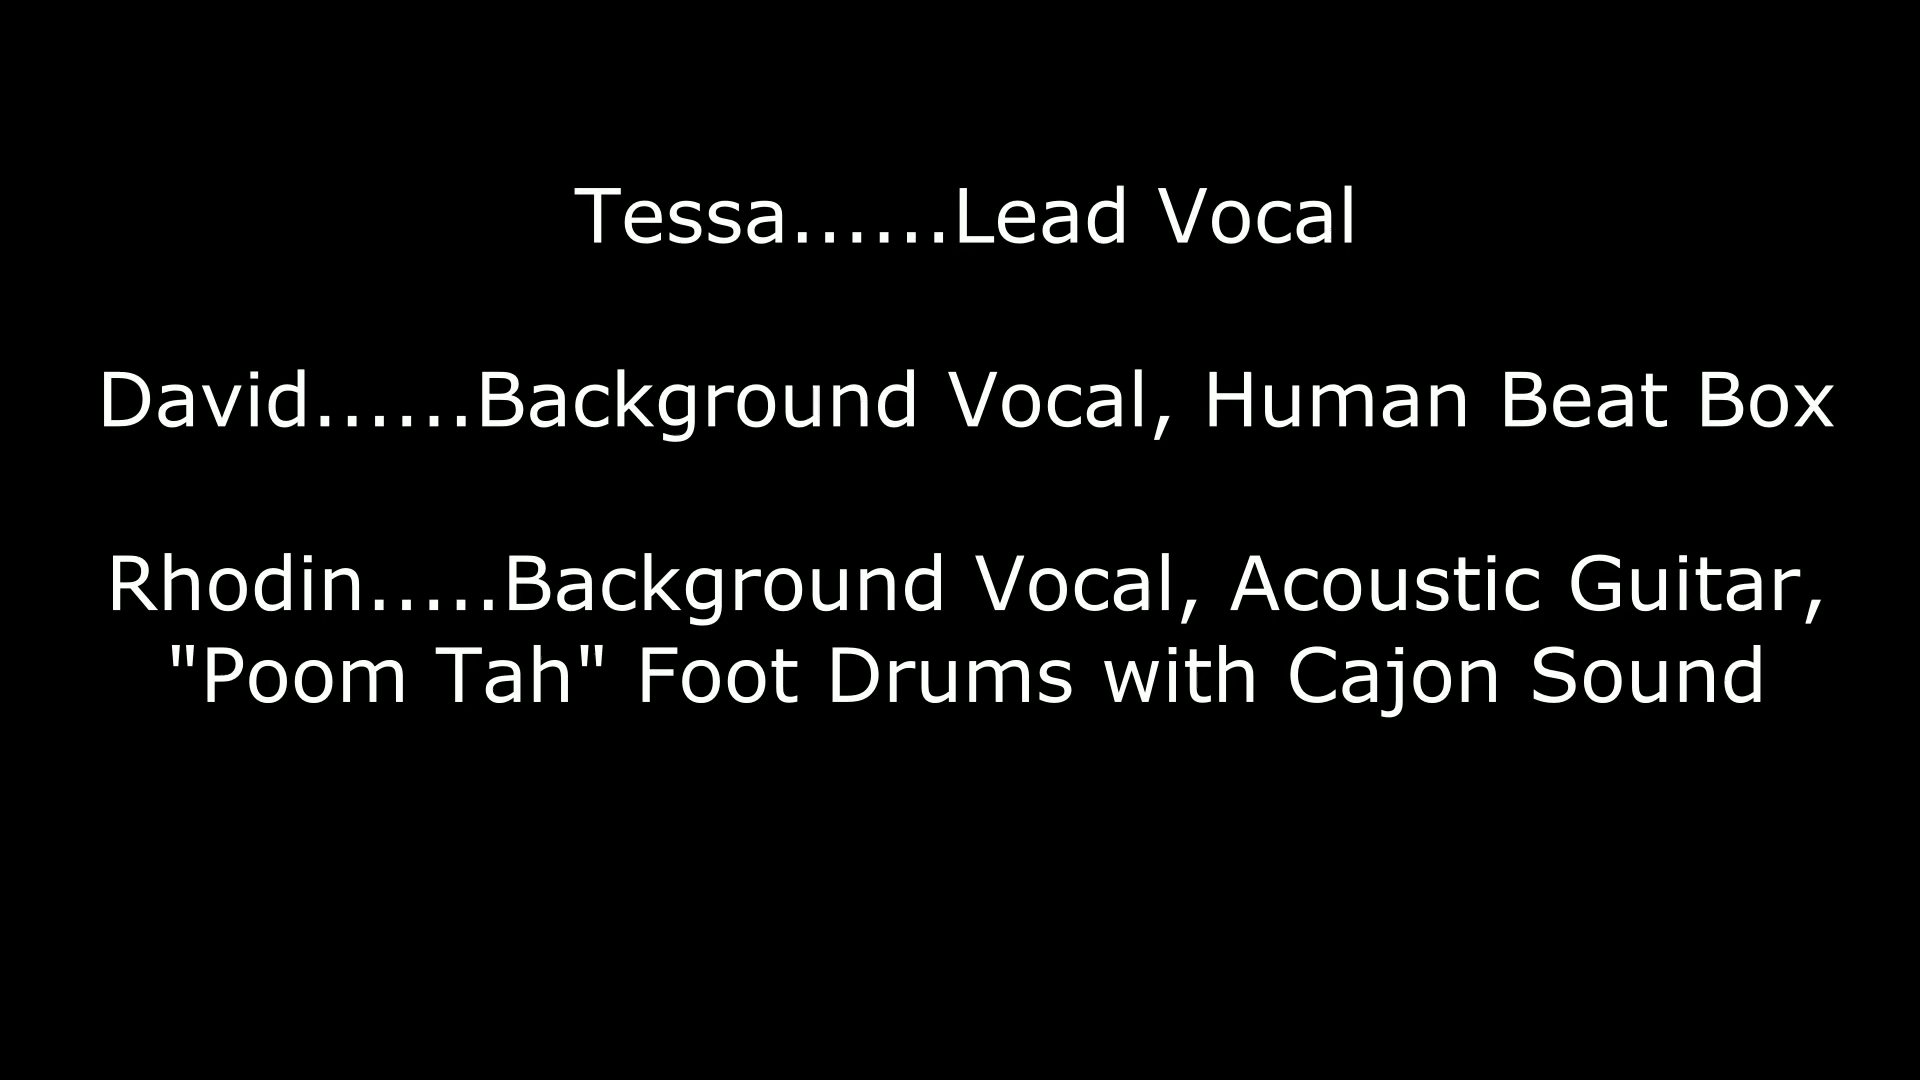 Tessa......Lead Vocal
David......Background Vocal, Human Beat Box
Rhodin.....Background Vocal, Acoustic Guitar,
"Poom Tah" Foot Drums with Cajon Sound